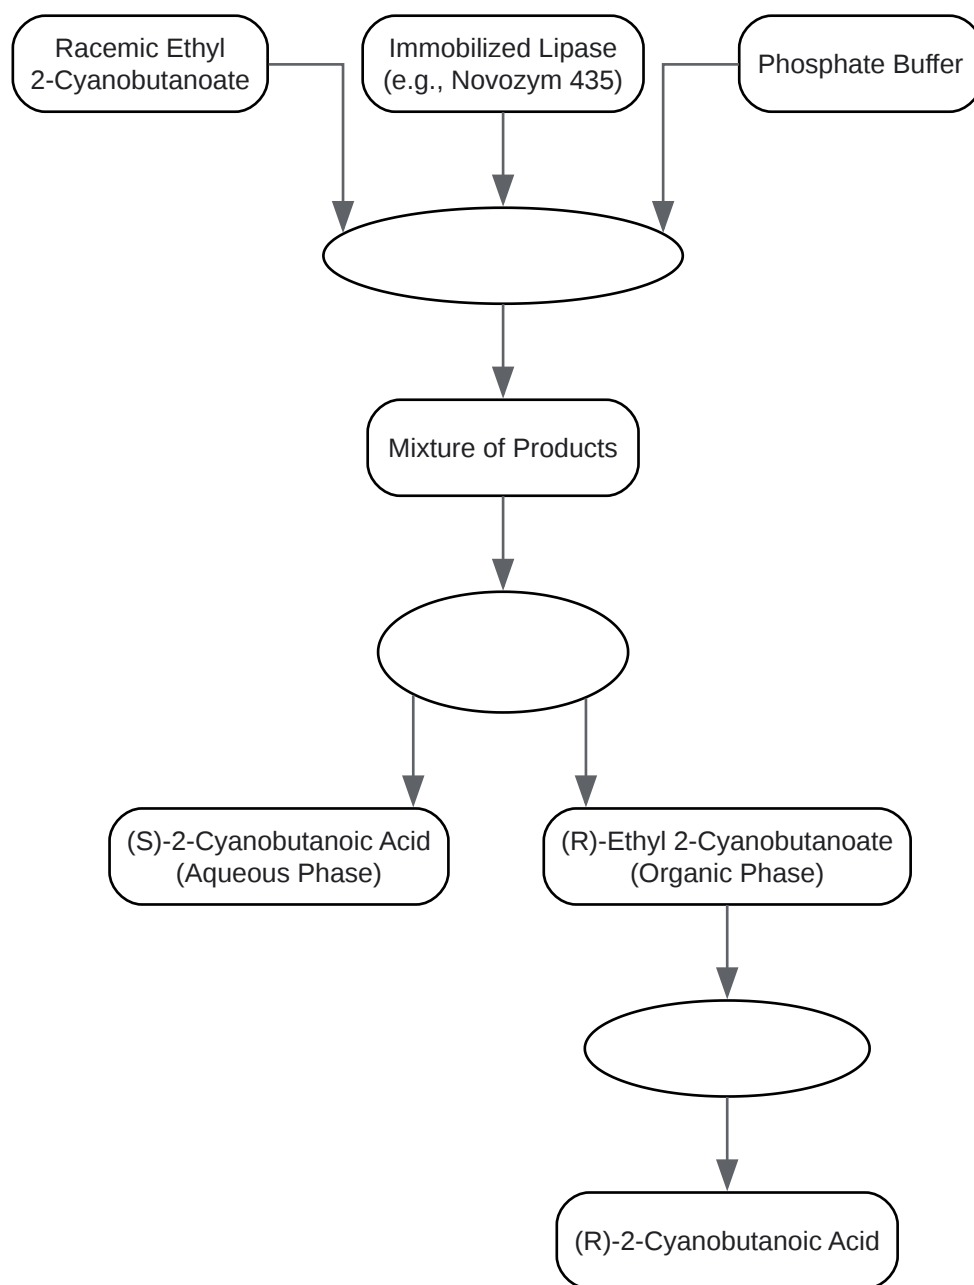 Racemic Ethyl
2-Cyanobutanoate
Immobilized Lipase
(e.g., Novozym 435)
Phosphate Buffer
Mixture of Products
(S)-2-Cyanobutanoic Acid
(Aqueous Phase)
(R)-Ethyl 2-Cyanobutanoate
(Organic Phase)
(R)-2-Cyanobutanoic Acid